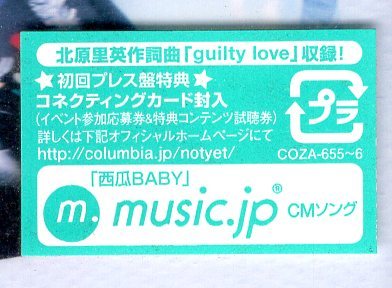 北原里英作詞曲「guilty love」収録！
★初回プレス盤特典★
コネクティングカード封入
（イベント参加応募券&特典コンテンツ試聴券）
詳しくは下記オフィシャルホームページにて
http://columbia.jp/notyet/
プラ
COZA-655~6
「西瓜BABY」
m. music.jp® CMソング